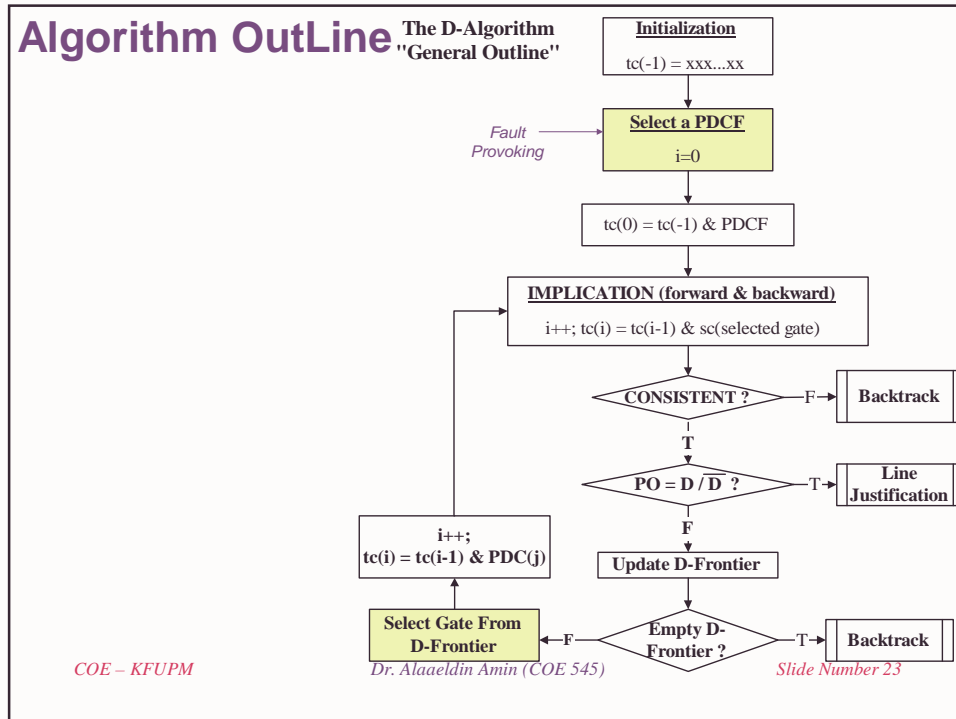 Algorithm OutLine
The D-Algorithm
"General Outline"
Initialization
tc(-1) = xxx...xx
Fault
Provoking
Select a PDCF
i=0
tc(0) = tc(-1) & PDCF
IMPLICATION (forward & backward)
i++; tc(i) = tc(i-1) & sc(selected gate)
CONSISTENT ?
F
Backtrack
T
PO = D / D̅ ?
T
Line
Justification
F
i++;
tc(i) = tc(i-1) & PDC(j)
Update D-Frontier
Select Gate From
D-Frontier
F
Empty D-
Frontier ?
T
Backtrack
COE – KFUPM
Dr. Alaaeldin Amin (COE 545)
Slide Number 23